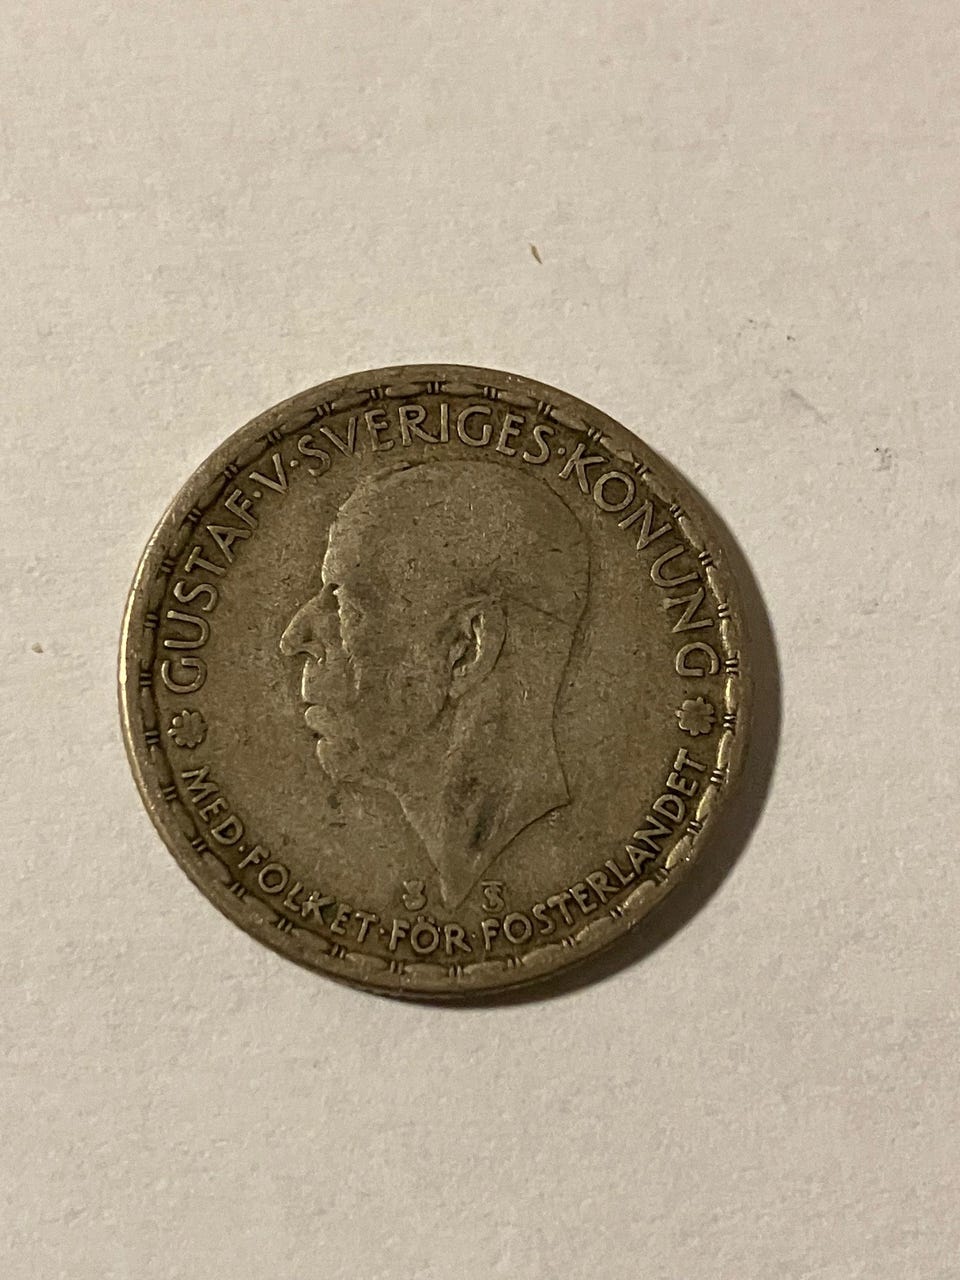 GUSTAF·V·SVERIGES·KONUNG
MED·FOLKET·FÖR·FOSTERLANDET